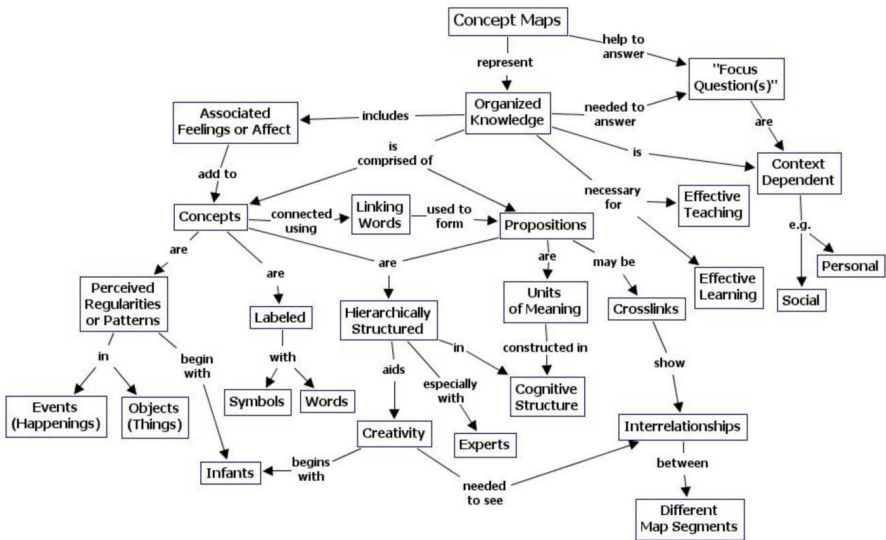 Concept Maps
help to
answer
represent
"Focus
Question(s)"
Organized
Knowledge
Associated
Feelings or Affect
includes
needed to
answer
are
is
comprised of
is
Context
Dependent
add to
necessary
for
Effective
Teaching
Concepts
connected
using
Linking
Words
used to
form
Propositions
e.g.
Personal
are
are
are
are
may be
Effective
Learning
Social
Perceived
Regularities
or Patterns
Labeled
Hierarchically
Structured
Units
of Meaning
Crosslinks
in
begin
with
with
aids
in
especially
with
constructed in
show
Events
(Happenings)
Objects
(Things)
Symbols
Words
Cognitive
Structure
Creativity
Experts
Interrelationships
Infants
begins
with
needed
to see
between
Different
Map Segments